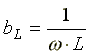 b_L = 1 / (ω · L)